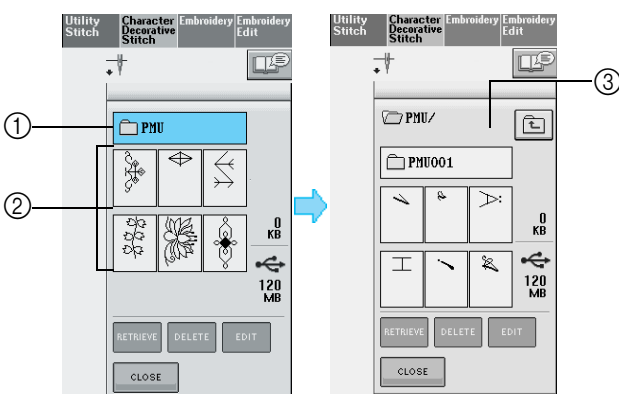 Utility Stitch
Character Decorative Stitch
Embroidery
Embroidery Edit
① PMU
②
0 KB
120 MB
RETRIEVE DELETE EDIT
CLOSE
Utility Stitch
Character Decorative Stitch
Embroidery
Embroidery Edit
③
PMU/
PMU001
0 KB
120 MB
RETRIEVE DELETE EDIT
CLOSE